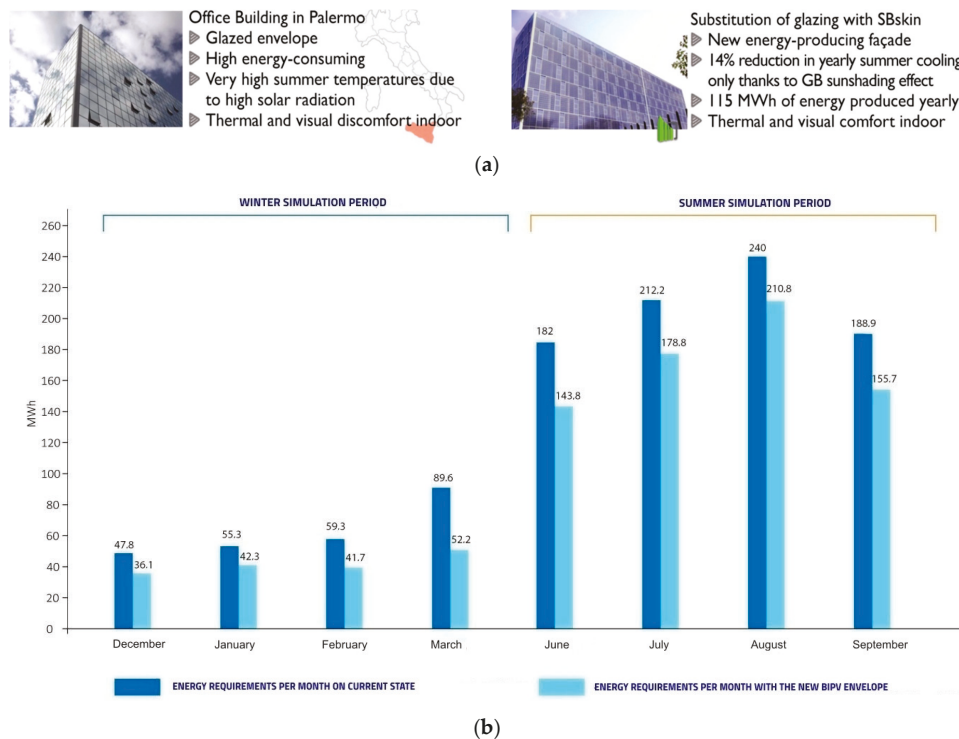 Office Building in Palermo
Glazed envelope
High energy-consuming
Very high summer temperatures due
to high solar radiation
Thermal and visual discomfort indoor
Substitution of glazing with SBskin
New energy-producing façade
14% reduction in yearly summer cooling
only thanks to GB sunshading effect
115 MWh of energy produced yearly
Thermal and visual comfort indoor
(a)
WINTER SIMULATION PERIOD
SUMMER SIMULATION PERIOD
MWh
260
240
220
200
180
160
140
120
100
80
60
40
20
0
47.8
36.1
55.3
42.3
59.3
41.7
89.6
52.2
182
143.8
212.2
178.8
240
210.8
188.9
155.7
December
January
February
March
June
July
August
September
ENERGY REQUIREMENTS PER MONTH ON CURRENT STATE
ENERGY REQUIREMENTS PER MONTH WITH THE NEW BIPV ENVELOPE
(b)